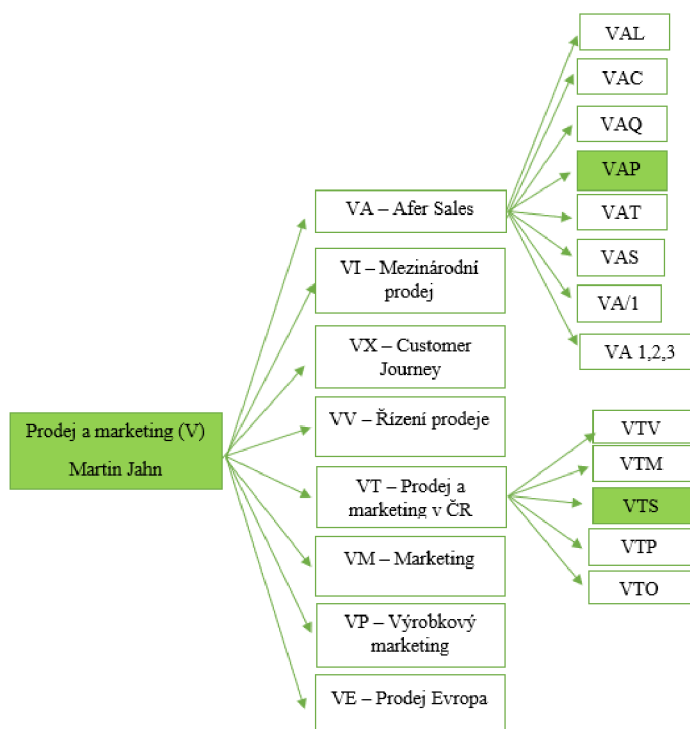 Prodej a marketing (V)
Martin Jahn
VA – Afer Sales
VI – Mezinárodní
prodej
VX – Customer
Journey
VV – Řízení prodeje
VT – Prodej a
marketing v ČR
VM – Marketing
VP – Výrobkový
marketing
VE – Prodej Evropa
VAL
VAC
VAQ
VAP
VAT
VAS
VA/1
VA 1,2,3
VTV
VTM
VTS
VTP
VTO